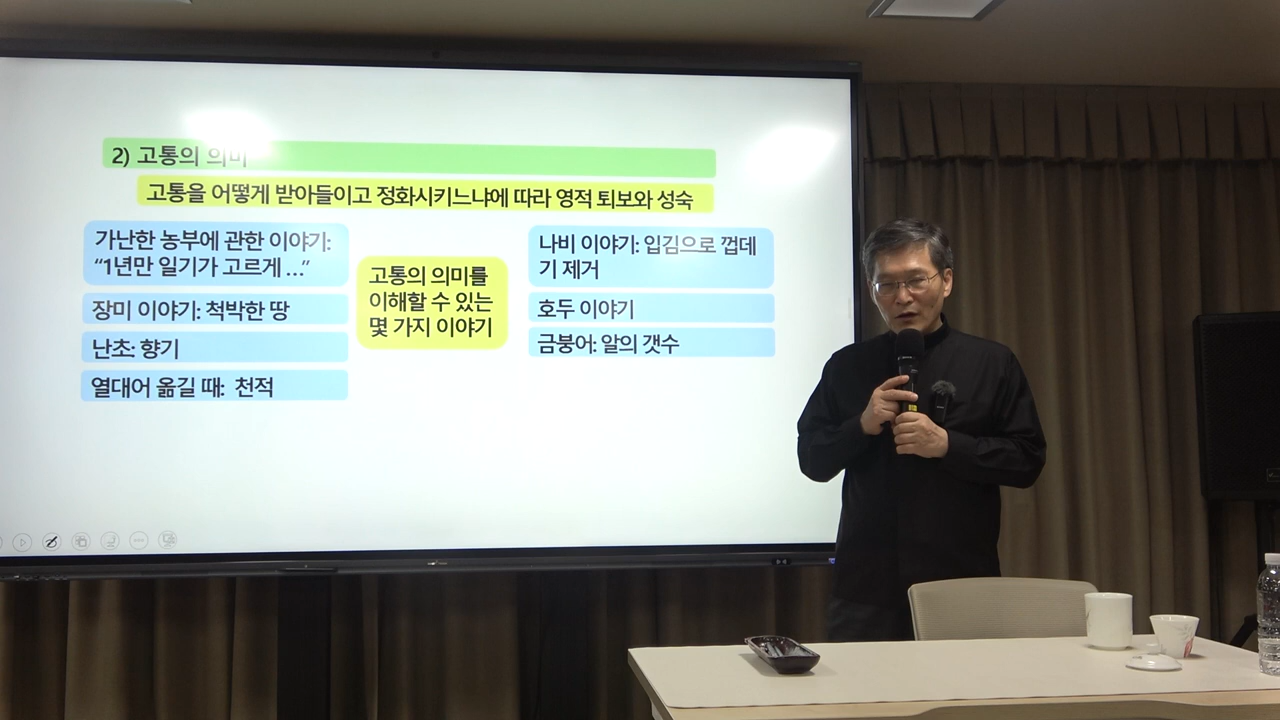 2) 고통의 의미
고통을 어떻게 받아들이고 정화시키느냐에 따라 영적 퇴보와 성숙
가난한 농부에 관한 이야기:
“1년만 일기가 고르게 ...”
장미 이야기: 척박한 땅
난초: 향기
열대어 옮길 때: 천적
고통의 의미를
이해할 수 있는
몇 가지 이야기
나비 이야기: 입김으로 껍데
기 제거
호두 이야기
금붕어: 알의 갯수